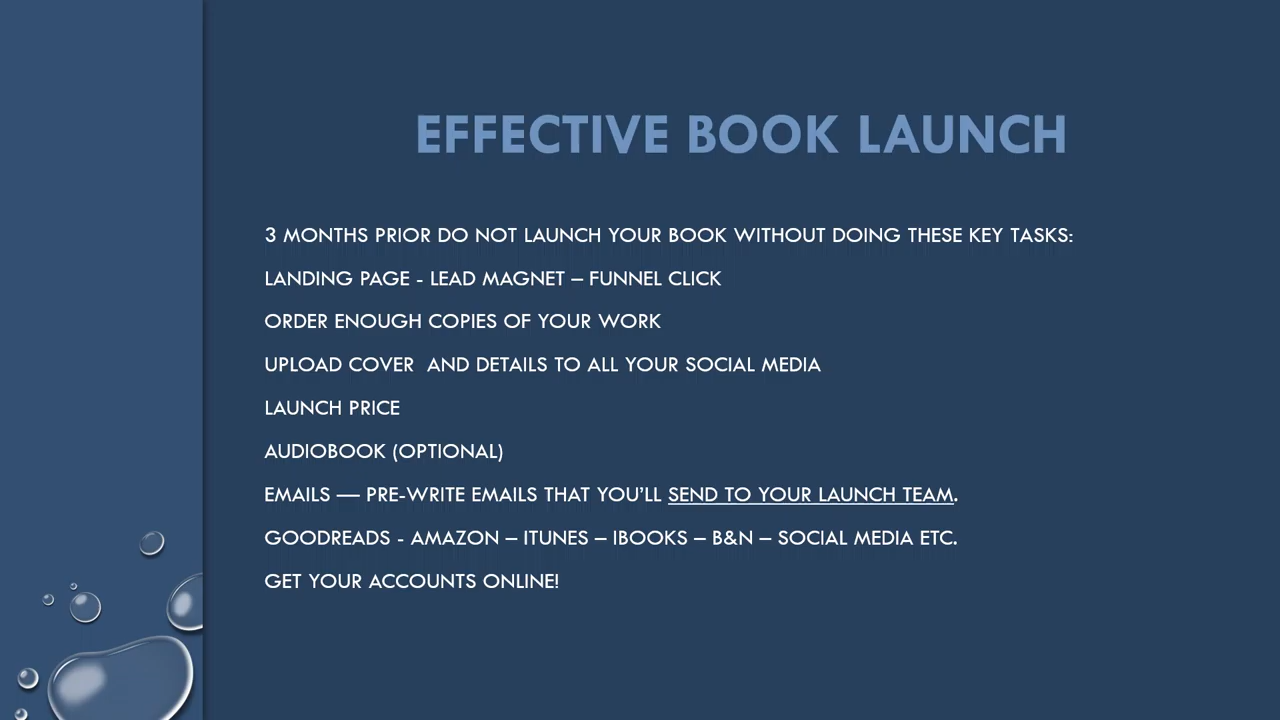 EFFECTIVE BOOK LAUNCH
3 MONTHS PRIOR DO NOT LAUNCH YOUR BOOK WITHOUT DOING THESE KEY TASKS:
LANDING PAGE - LEAD MAGNET – FUNNEL CLICK
ORDER ENOUGH COPIES OF YOUR WORK
UPLOAD COVER  AND DETAILS TO ALL YOUR SOCIAL MEDIA
LAUNCH PRICE
AUDIOBOOK (OPTIONAL)
EMAILS — PRE-WRITE EMAILS THAT YOU’LL SEND TO YOUR LAUNCH TEAM.
GOODREADS - AMAZON – ITUNES – IBOOKS – B&N – SOCIAL MEDIA ETC.
GET YOUR ACCOUNTS ONLINE!